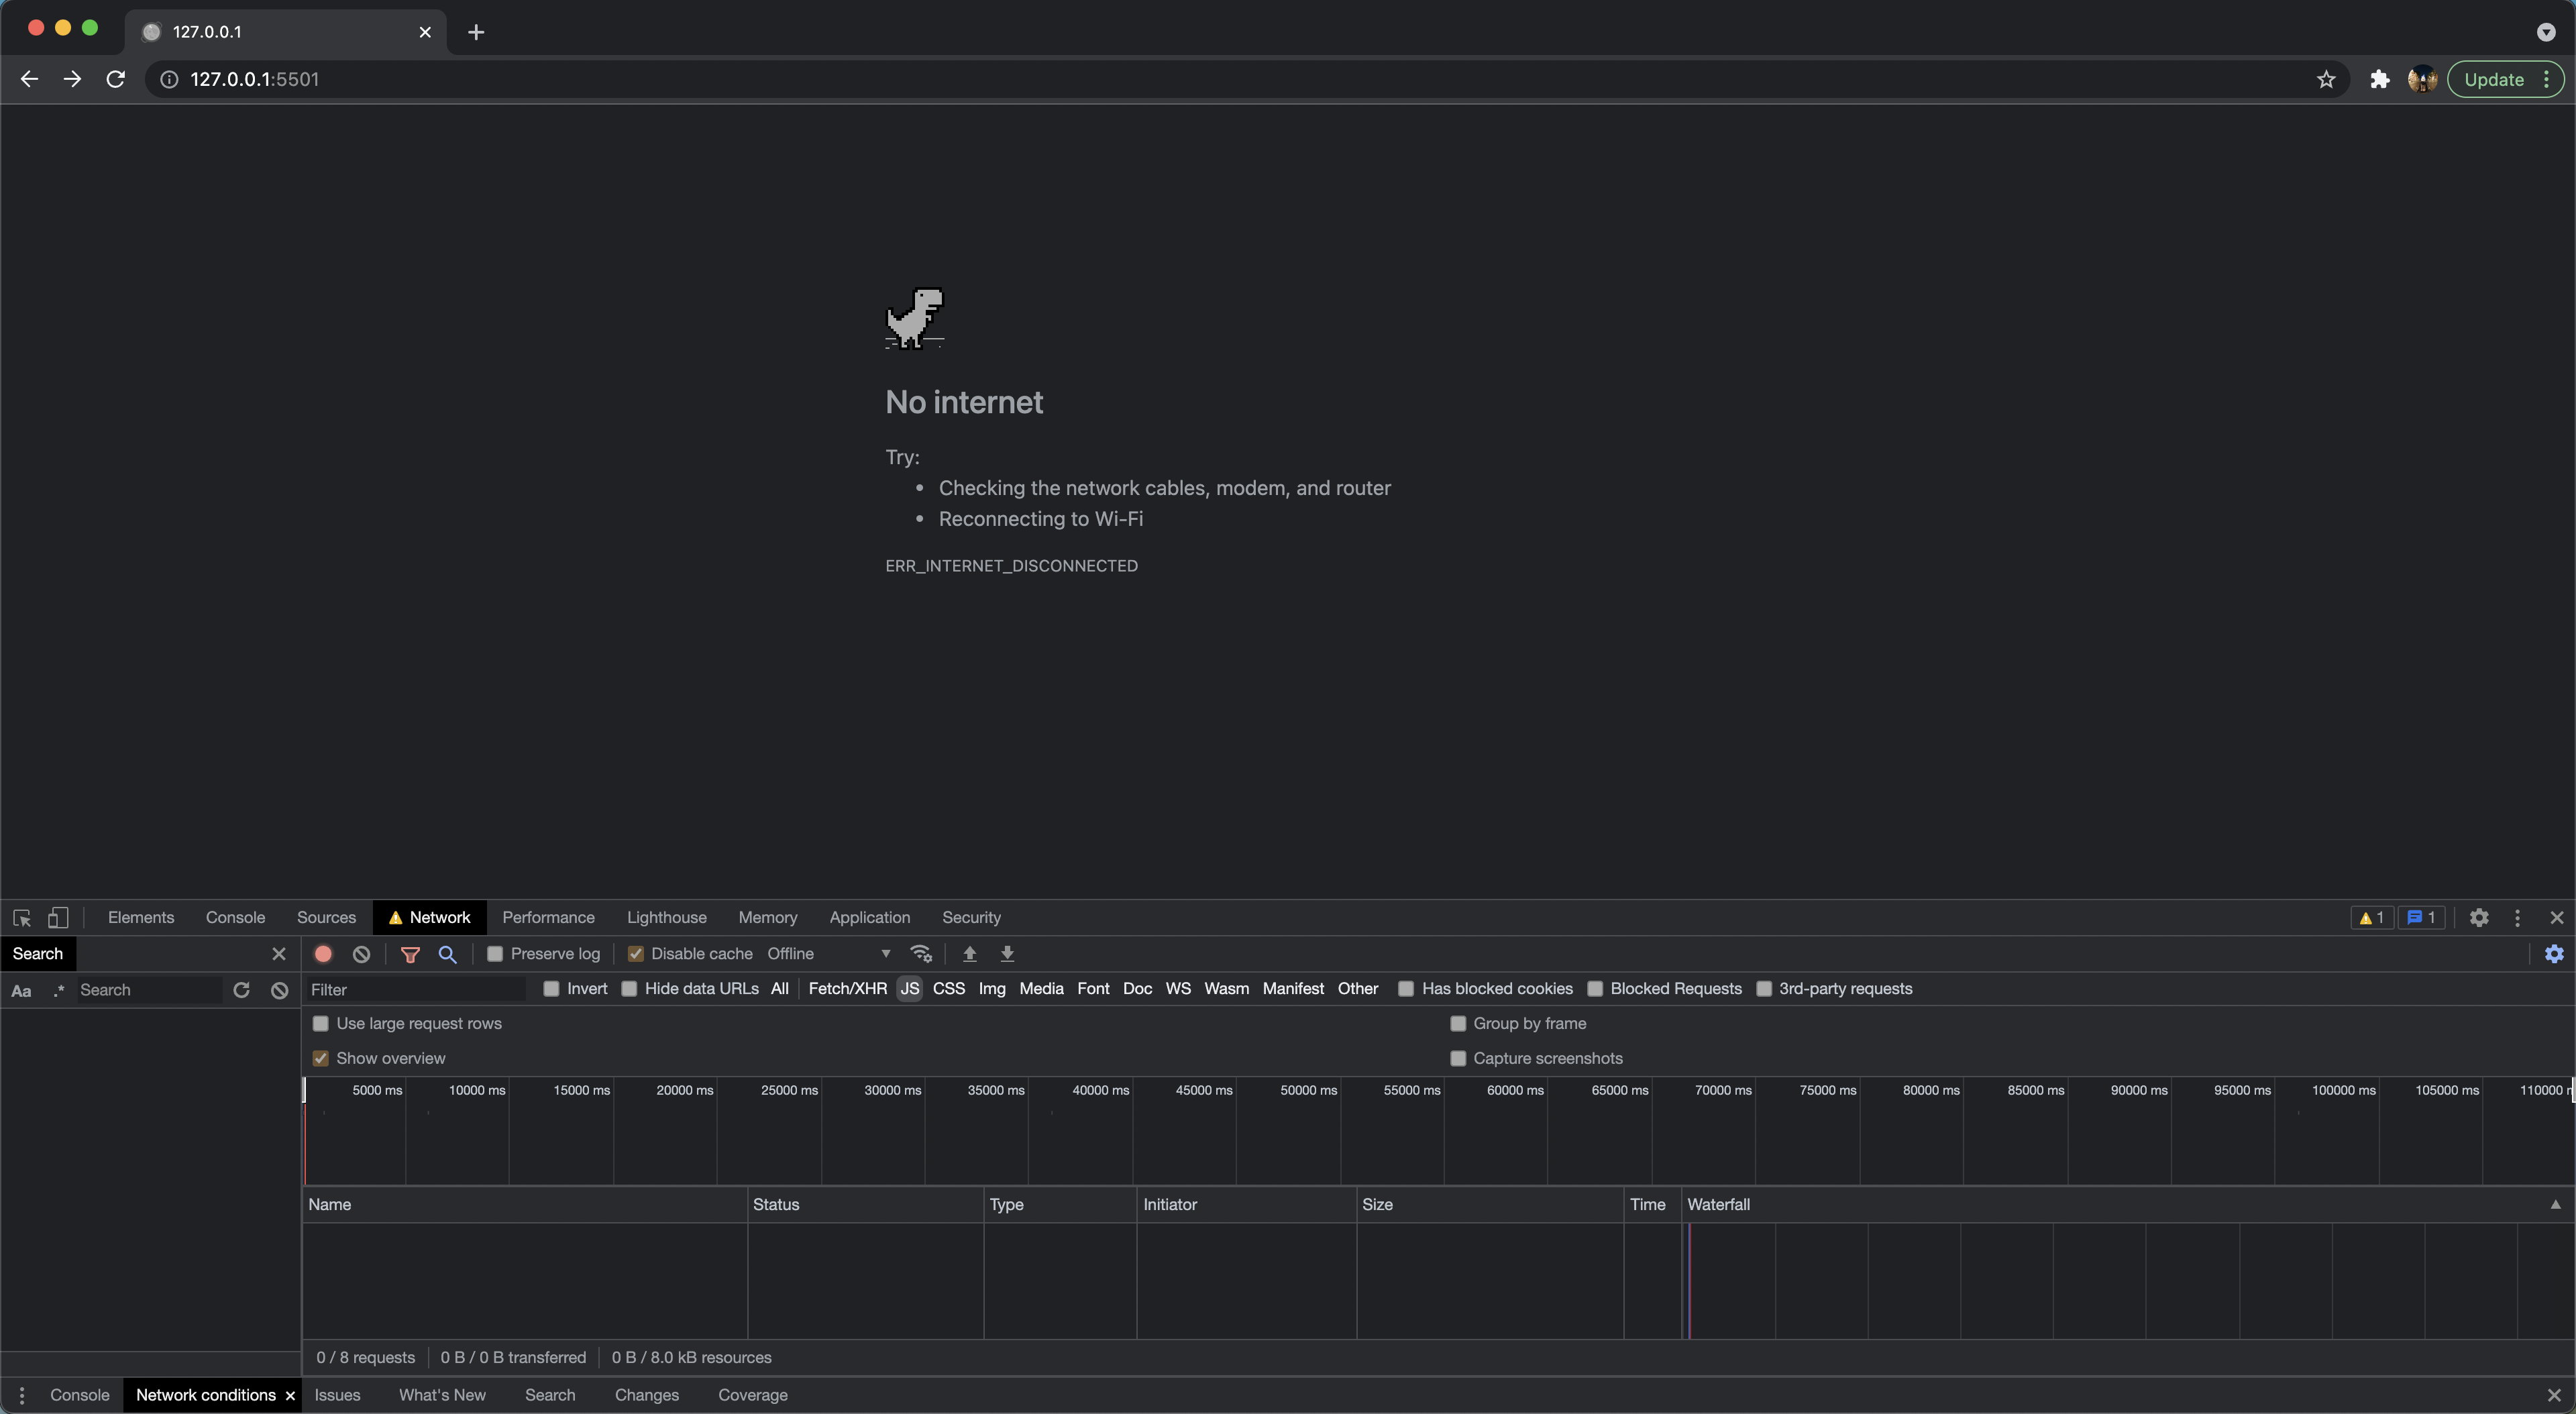 127.0.0.1
127.0.0.1:5501
Update
No internet
Try:
Checking the network cables, modem, and router
Reconnecting to Wi-Fi
ERR_INTERNET_DISCONNECTED
Elements Console Sources Network Performance Lighthouse Memory Application Security 1 1
Search Preserve log Disable cache Offline
Aa .* Search Filter Invert Hide data URLs All Fetch/XHR JS CSS Img Media Font Doc WS Wasm Manifest Other Has blocked cookies Blocked Requests 3rd-party requests
Use large request rows Group by frame
Show overview Capture screenshots
5000 ms 10000 ms 15000 ms 20000 ms 25000 ms 30000 ms 35000 ms 40000 ms 45000 ms 50000 ms 55000 ms 60000 ms 65000 ms 70000 ms 75000 ms 80000 ms 85000 ms 90000 ms 95000 ms 100000 ms 105000 ms 110000
Name Status Type Initiator Size Time Waterfall
0 / 8 requests 0 B / 0 B transferred 0 B / 8.0 kB resources
Console Network conditions Issues What's New Search Changes Coverage